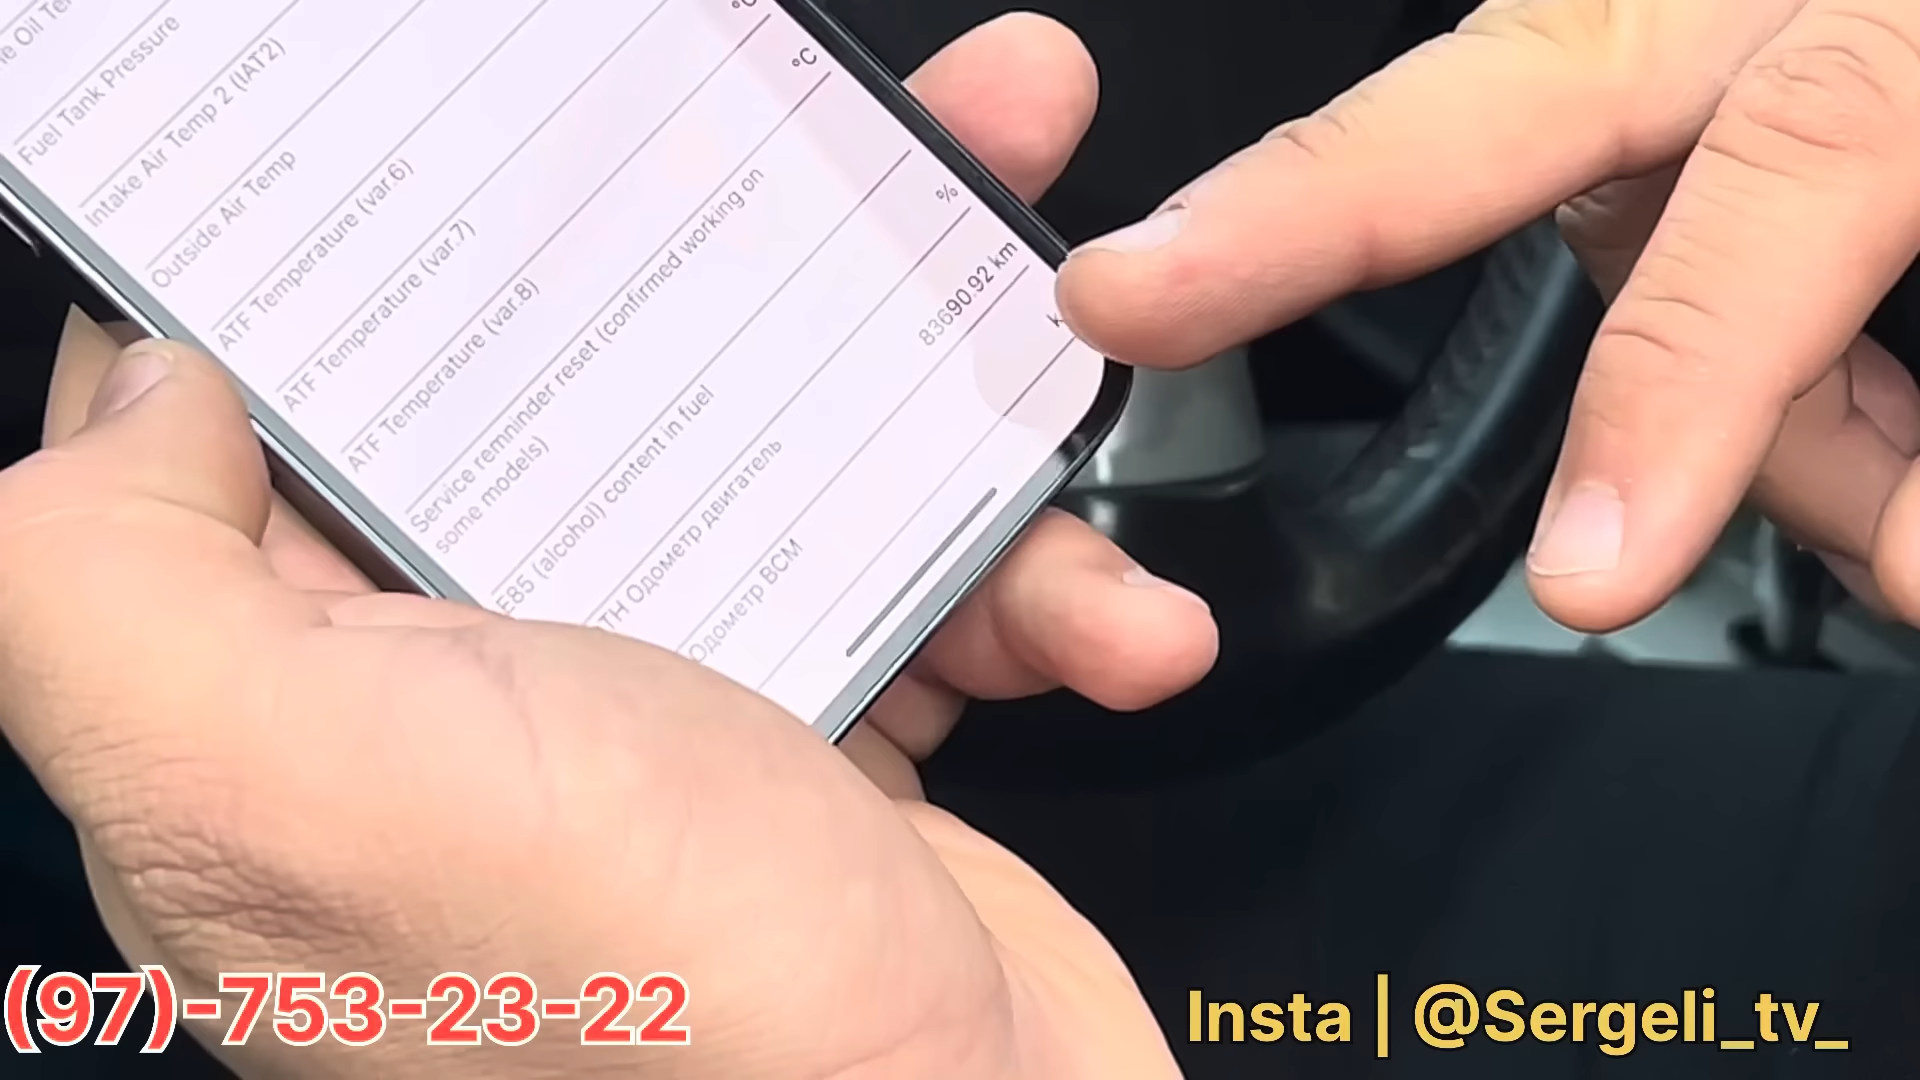 Fuel Tank Pressure
°C
Intake Air Temp 2 (IAT2)
°C
Outside Air Temp
ATF Temperature (var.6)
ATF Temperature (var.7)
ATF Temperature (var.8)
Service remninder reset (confirmed working on
some models)
E85 (alcohol) content in fuel
%
TH Одометр двигатель
83690.92 km
Одометр BCM
(97)-753-23-22
Insta | @Sergeli_tv_